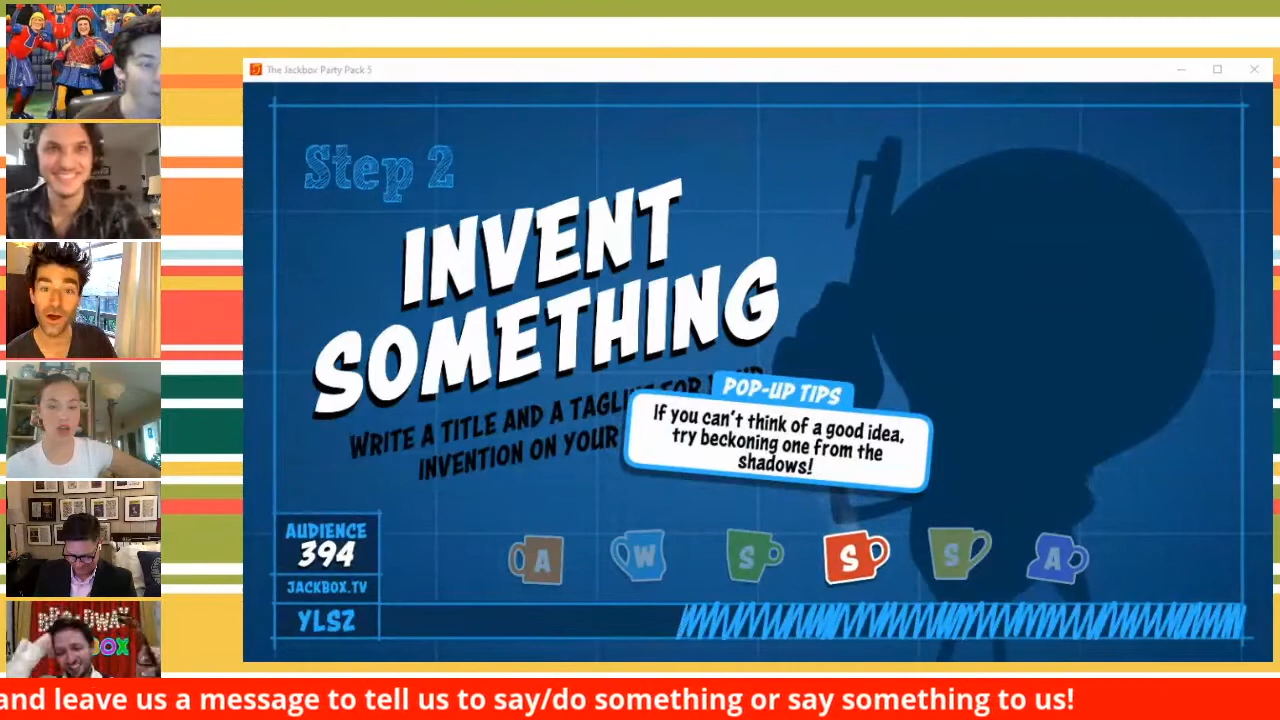 The Jackbox Party Pack 5
Step 2
INVENT
SOMETHING
WRITE A TITLE AND A TAGLINE FOR YOUR
INVENTION ON YOUR
POP-UP TIPS
If you can't think of a good idea,
try beckoning one from the
shadows!
AUDIENCE
394
JACKBOX.TV
YLSZ
A
W
S
S
S
A
and leave us a message to tell us to say/do something or say something to us!